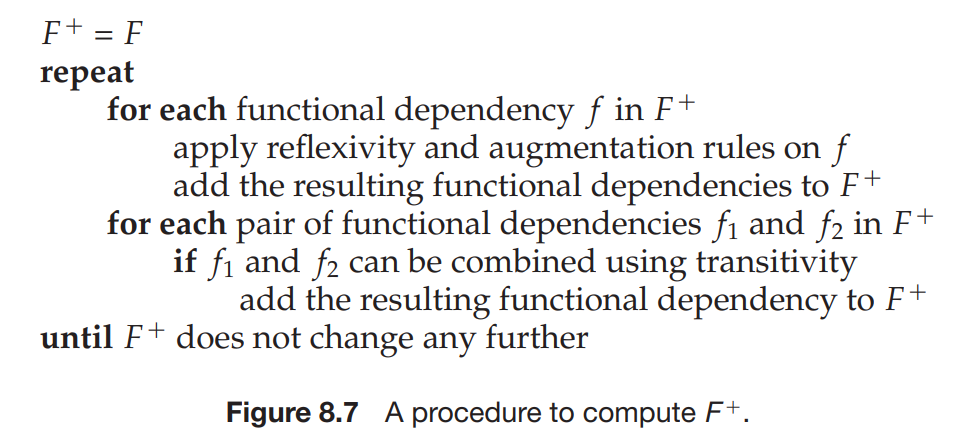 F⁺ = F
repeat
for each functional dependency f in F⁺
apply reflexivity and augmentation rules on f
add the resulting functional dependencies to F⁺
for each pair of functional dependencies f₁ and f₂ in F⁺
if f₁ and f₂ can be combined using transitivity
add the resulting functional dependency to F⁺
until F⁺ does not change any further
Figure 8.7 A procedure to compute F⁺.